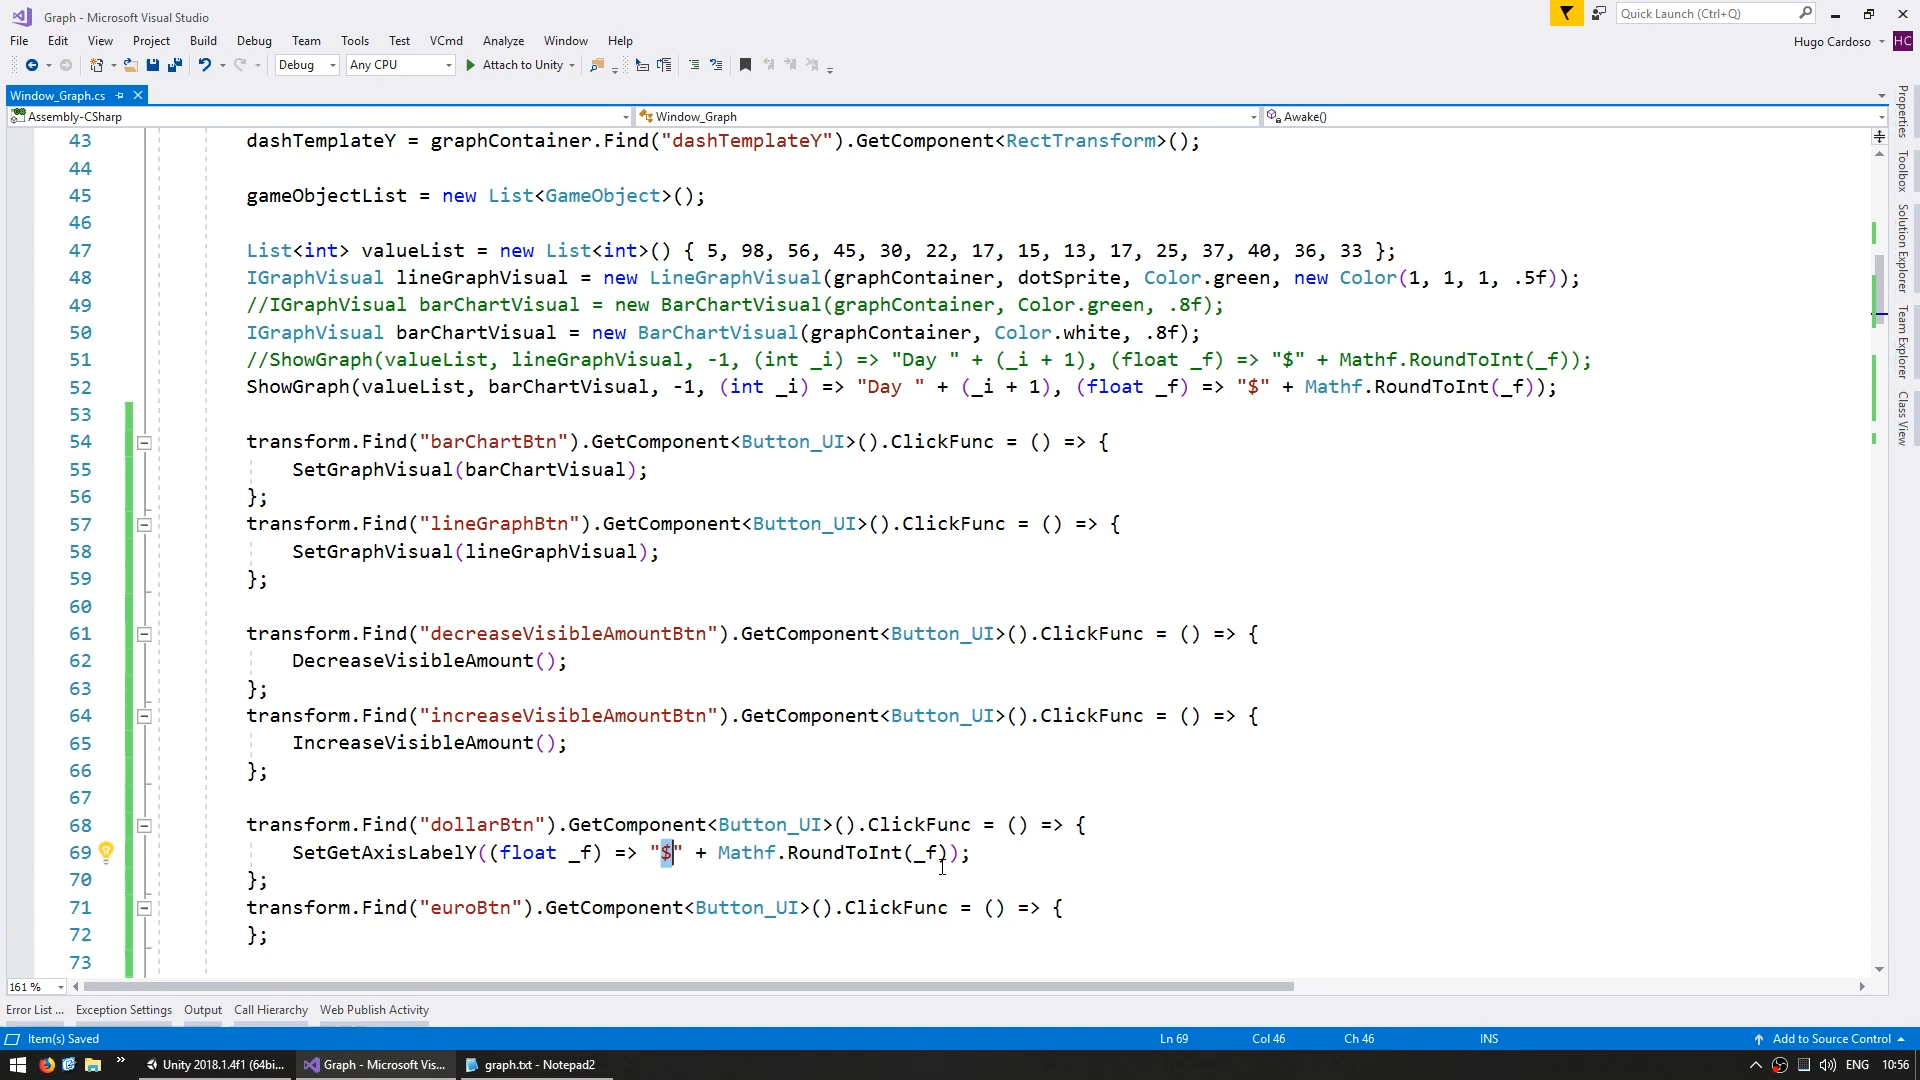 Graph - Microsoft Visual Studio
Quick Launch (Ctrl+Q)
File Edit View Project Build Debug Team Tools Test VCmd Analyze Window Help
Hugo Cardoso HC
Debug Any CPU Attach to Unity
Window_Graph.cs
Assembly-CSharp Window_Graph Awake()
43 dashTemplateY = graphContainer.Find("dashTemplateY").GetComponent<RectTransform>();
44
45 gameObjectList = new List<GameObject>();
46
47 List<int> valueList = new List<int>() { 5, 98, 56, 45, 30, 22, 17, 15, 13, 17, 25, 37, 40, 36, 33 };
48 IGraphVisual lineGraphVisual = new LineGraphVisual(graphContainer, dotSprite, Color.green, new Color(1, 1, 1, .5f));
49 //IGraphVisual barChartVisual = new BarChartVisual(graphContainer, Color.green, .8f);
50 IGraphVisual barChartVisual = new BarChartVisual(graphContainer, Color.white, .8f);
51 //ShowGraph(valueList, lineGraphVisual, -1, (int _i) => "Day " + (_i + 1), (float _f) => "$" + Mathf.RoundToInt(_f));
52 ShowGraph(valueList, barChartVisual, -1, (int _i) => "Day " + (_i + 1), (float _f) => "$" + Mathf.RoundToInt(_f));
53
54 transform.Find("barChartBtn").GetComponent<Button_UI>().ClickFunc = () => {
55 SetGraphVisual(barChartVisual);
56 };
57 transform.Find("lineGraphBtn").GetComponent<Button_UI>().ClickFunc = () => {
58 SetGraphVisual(lineGraphVisual);
59 };
60
61 transform.Find("decreaseVisibleAmountBtn").GetComponent<Button_UI>().ClickFunc = () => {
62 DecreaseVisibleAmount();
63 };
64 transform.Find("increaseVisibleAmountBtn").GetComponent<Button_UI>().ClickFunc = () => {
65 IncreaseVisibleAmount();
66 };
67
68 transform.Find("dollarBtn").GetComponent<Button_UI>().ClickFunc = () => {
69 SetGetAxisLabelY((float _f) => "$" + Mathf.RoundToInt(_f));
70 };
71 transform.Find("euroBtn").GetComponent<Button_UI>().ClickFunc = () => {
72 };
73
Properties
Toolbox
Solution Explorer
Team Explorer
Class View
161 %
Error List ... Exception Settings Output Call Hierarchy Web Publish Activity
Item(s) Saved Ln 69 Col 46 Ch 46 INS Add to Source Control
Unity 2018.1.4f1 (64bi... Graph - Microsoft Vis... graph.txt - Notepad2 ENG 10:56